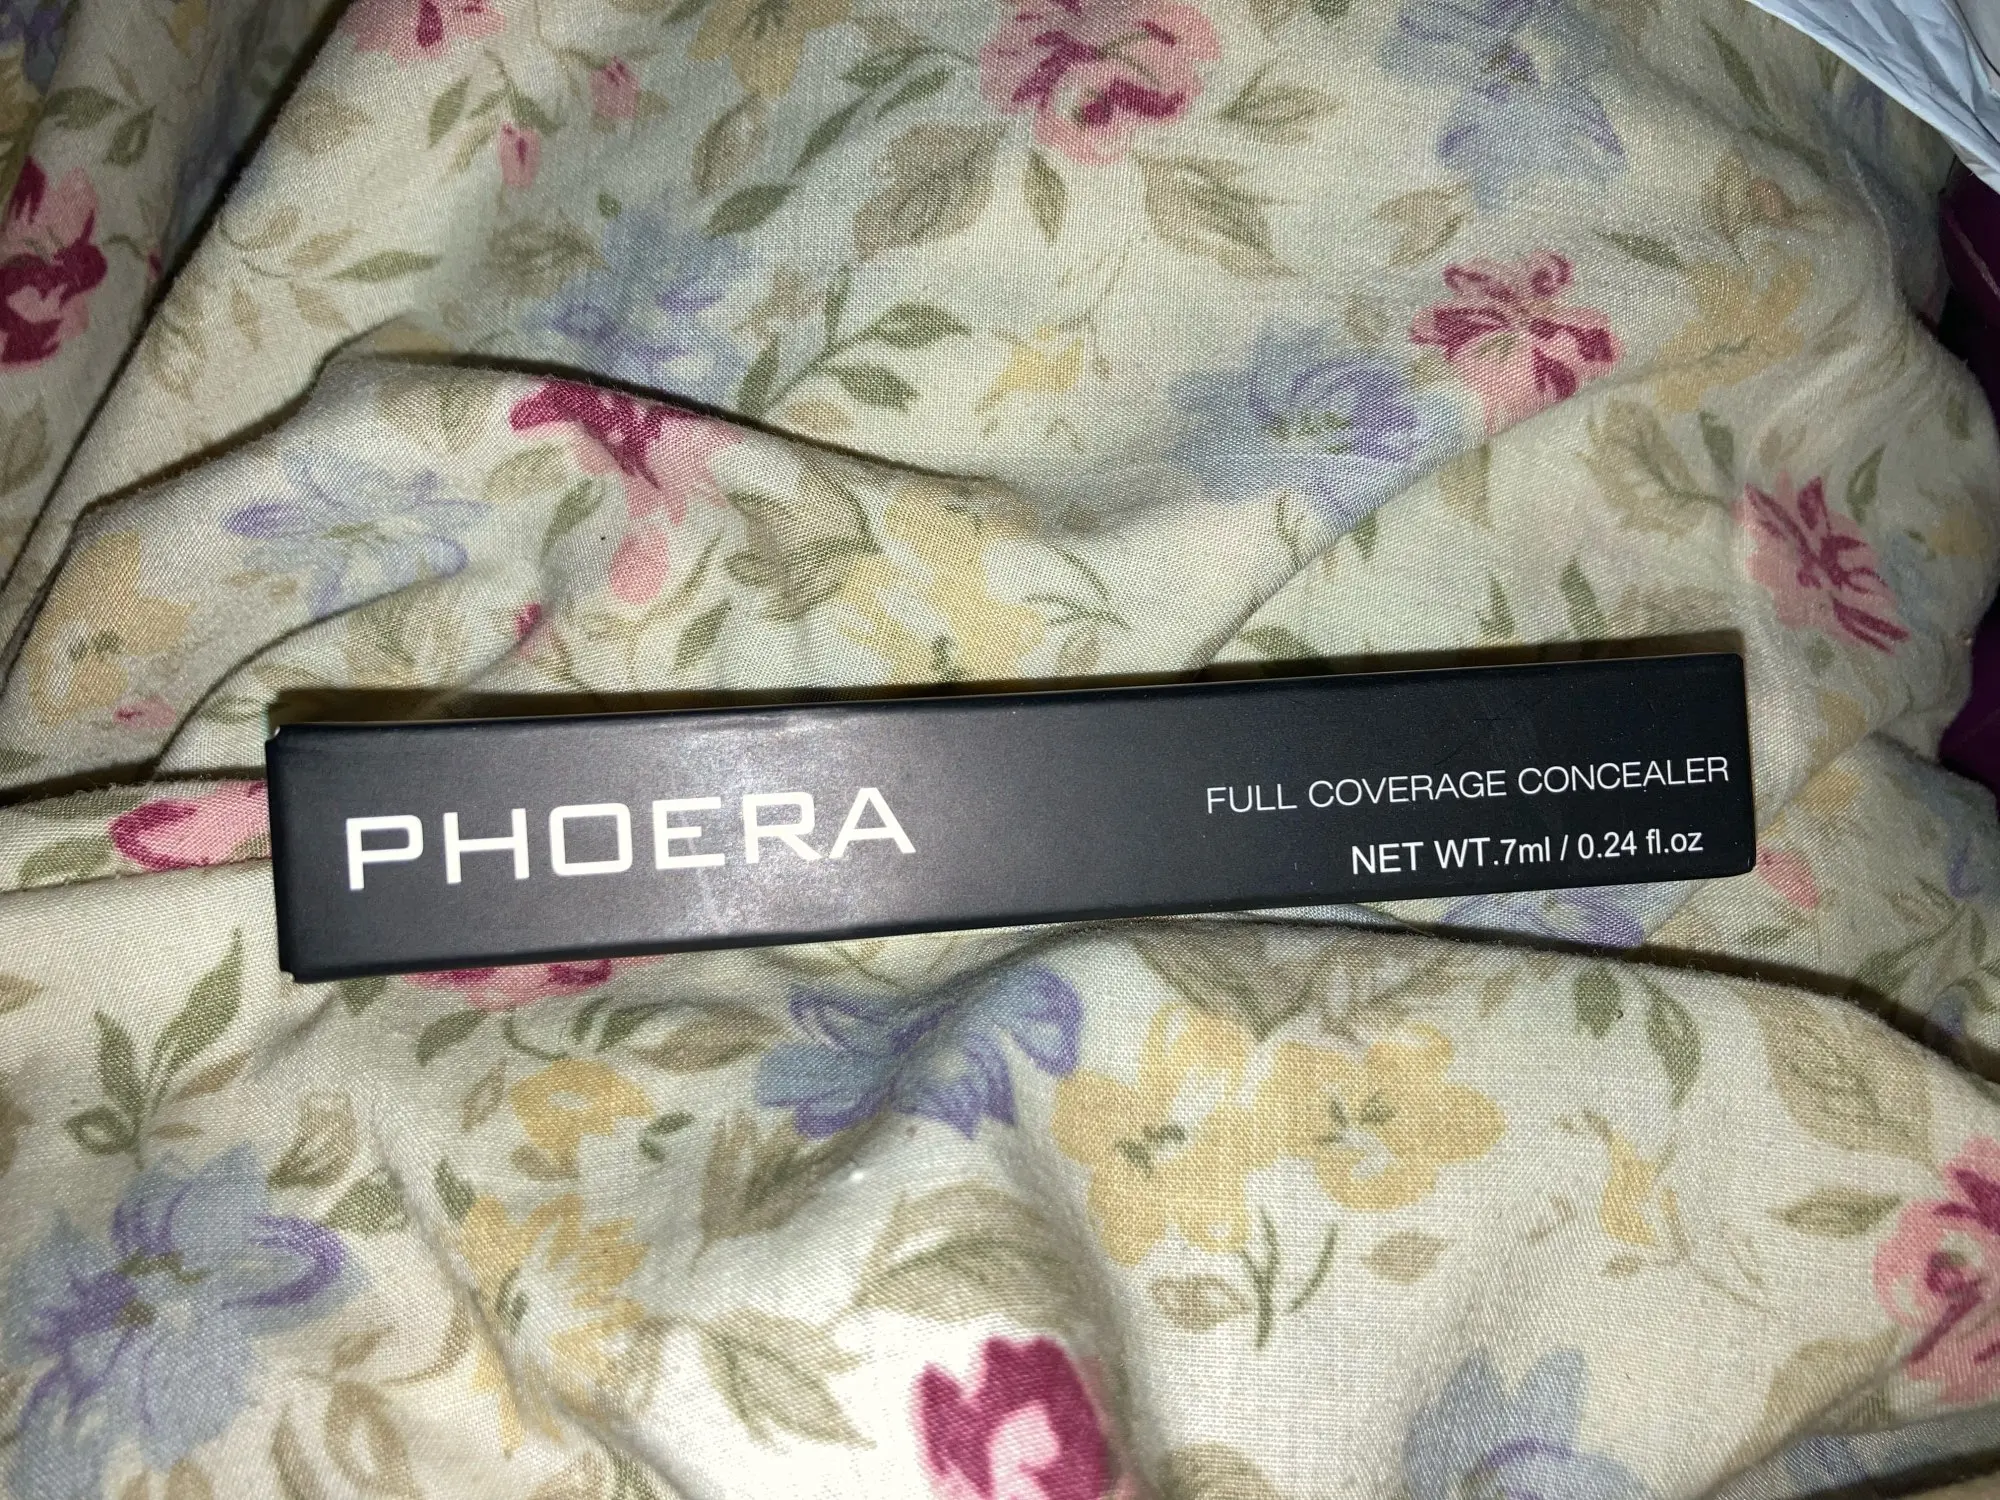 PHOERA
FULL COVERAGE CONCEALER
NET WT.7ml / 0.24 fl.oz